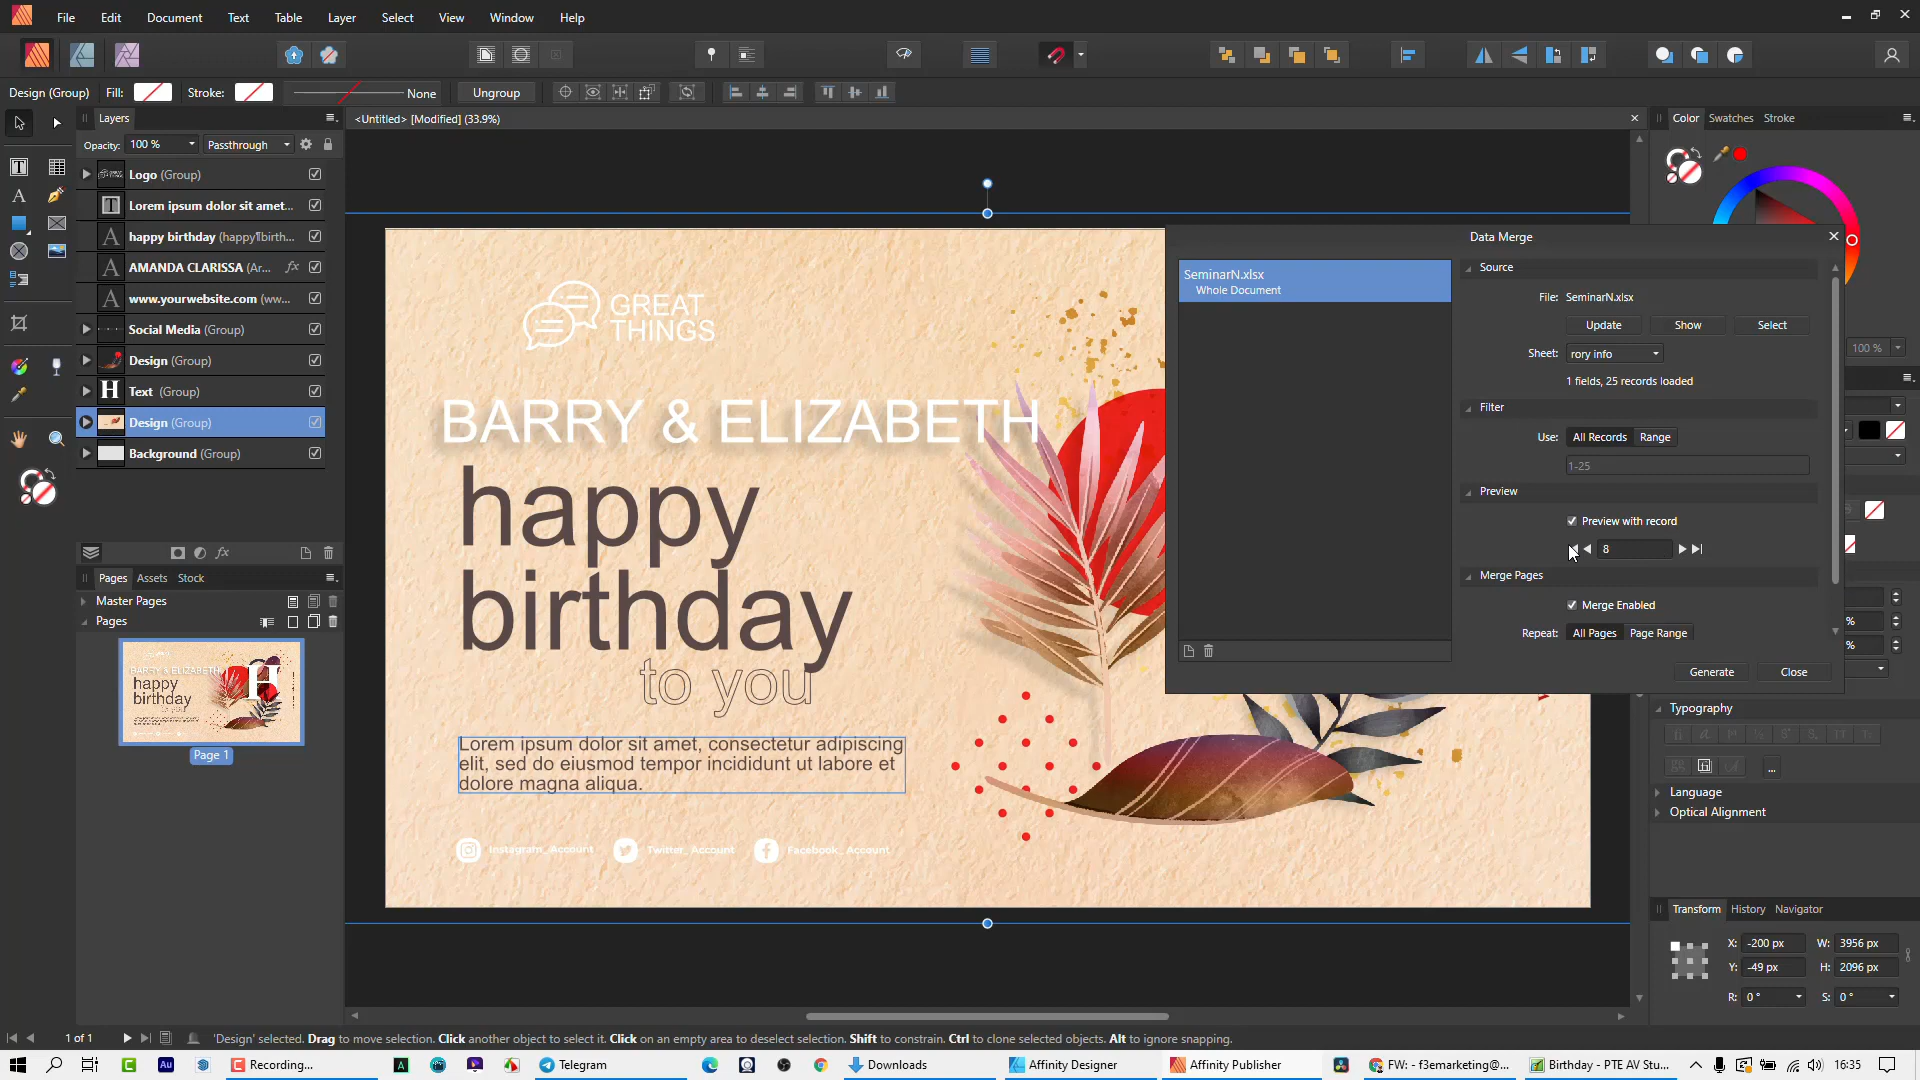 File Edit Document Text Table Layer Select View Window Help
Design (Group) Fill: Stroke: None Ungroup
Layers
<Untitled> [Modified] (33.9%)
Color Swatches Stroke
Opacity: 100 % Passthrough
Logo (Group)
Lorem ipsum dolor sit amet...
happy birthday (happy¶birth...
AMANDA CLARISSA (Ar... fx
www.yourwebsite.com (ww...
Social Media (Group)
Design (Group)
Text (Group)
Design (Group)
Background (Group)
Pages Assets Stock
Master Pages
Pages
BARRY & ELIZABETH
happy
birthday
H
Page 1
GREAT
THINGS
BARRY & ELIZABETH
happy
birthday
to you
Lorem ipsum dolor sit amet, consectetur adipiscing
elit, sed do eiusmod tempor incididunt ut labore et
dolore magna aliqua.
Instagram_Account Twitter_Account Facebook_Account
Data Merge
SeminarN.xlsx
Whole Document
Source
File: SeminarN.xlsx
Update Show Select
Sheet: rory info
1 fields, 25 records loaded
Filter
Use: All Records Range
1-25
Preview
Preview with record
8
Merge Pages
Merge Enabled
Repeat: All Pages Page Range
Generate Close
100 %
%
%
Typography
...
Language
Optical Alignment
Transform History Navigator
X: -200 px W: 3956 px
Y: -49 px H: 2096 px
R: 0 ° S: 0 °
1 of 1 'Design' selected. Drag to move selection. Click another object to select it. Click on an empty area to deselect selection. Shift to constrain. Ctrl to clone selected objects. Alt to ignore snapping.
Recording... Telegram Downloads Affinity Designer Affinity Publisher FW: - f3emarketing@... Birthday - PTE AV Stu... 16:35